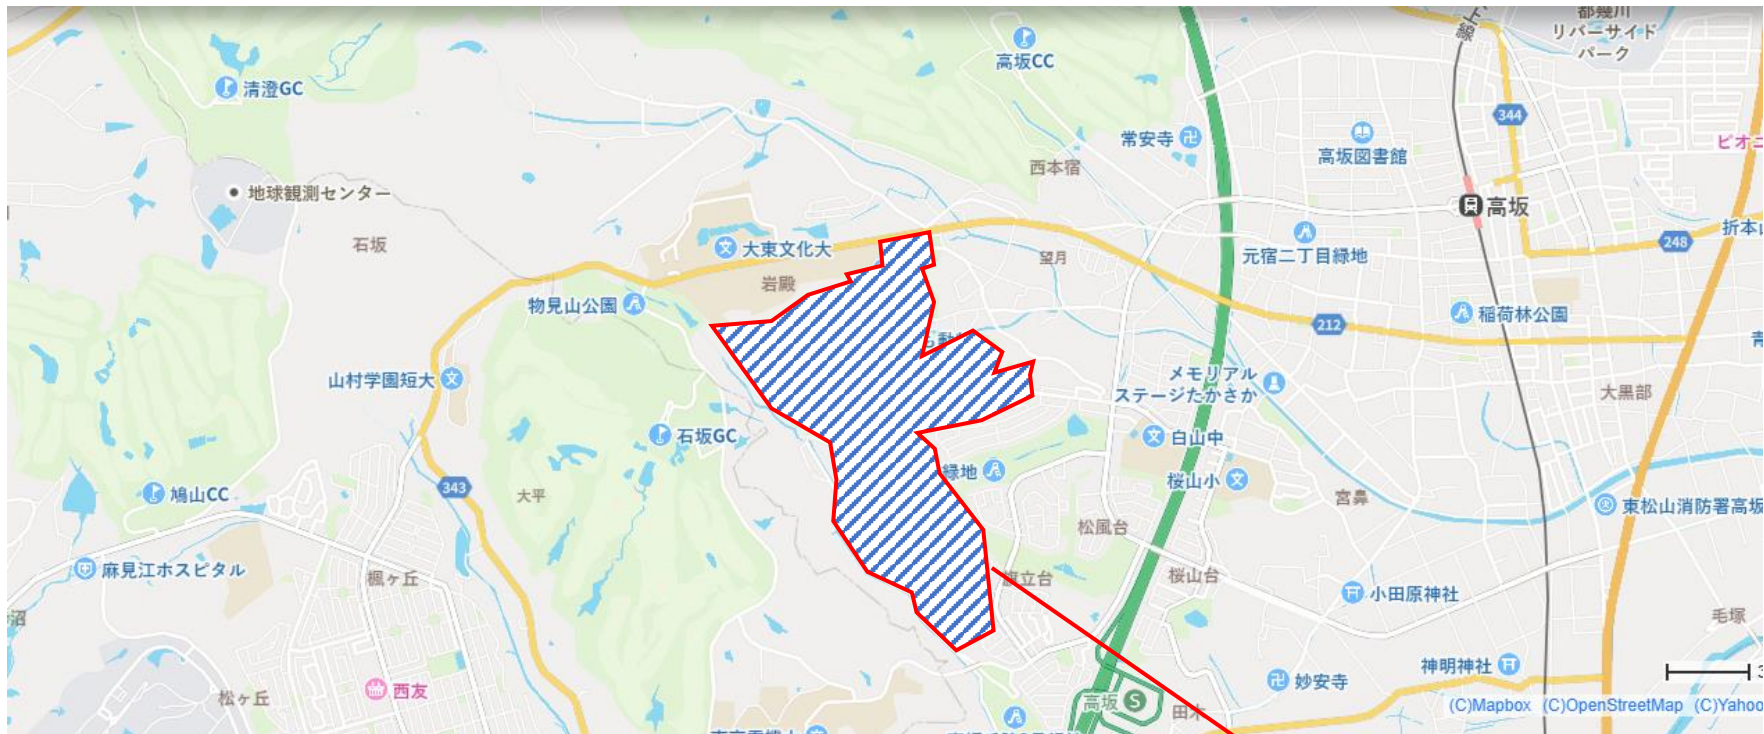 都幾川
リバーサイド
パーク
高坂CC
清澄GC
344
常安寺
高坂図書館
西本宿
地球観測センター
高坂
石坂
大東文化大
望月
元宿二丁目緑地
248
岩殿
物見山公園
212
稲荷林公園
山村学園短大
メモリアル
ステージたかさか
大黒部
石坂GC
白山中
緑地
桜山小
鳩山CC
343
大平
宮鼻
東松山消防署高坂
松風台
麻見江ホスピタル
楓ヶ丘
旗立台
桜山台
小田原神社
沼
毛塚
神明神社
妙安寺
松ヶ丘
西友
高坂
田木
(C)Mapbox (C)OpenStreetMap (C)Yahoo